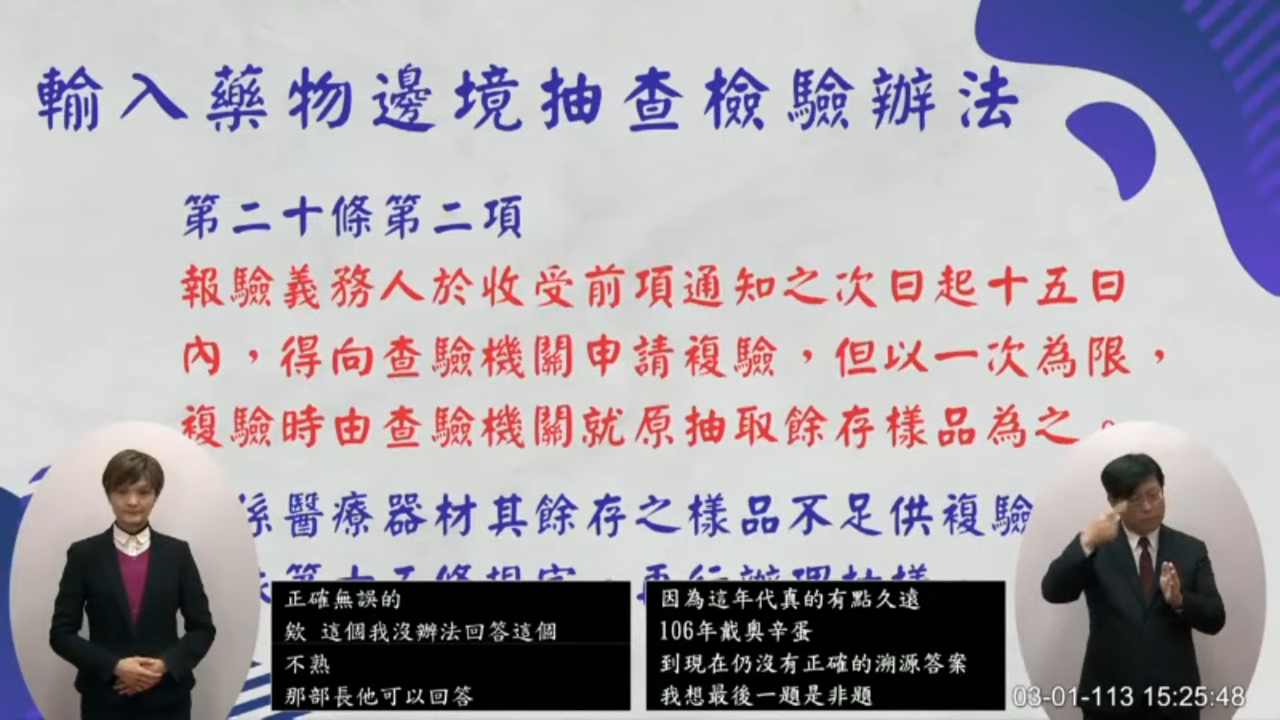 輸入藥物邊境抽查檢驗辦法
第二十條第二項
報驗義務人於收受前項通知之次日起十五日
內，得向查驗機關申請複驗，但以一次為限，
複驗時由查驗機關就原抽取餘存樣品為之。
係醫療器材其餘存之樣品不足供複驗
正確無誤的
欸 這個我沒辦法回答這個
不熟
那部長他可以回答
因為這年代真的有點久遠
106年戴奧辛蛋
到現在仍沒有正確的溯源答案
我想最後一題是非題
03-01-113 15:25:48